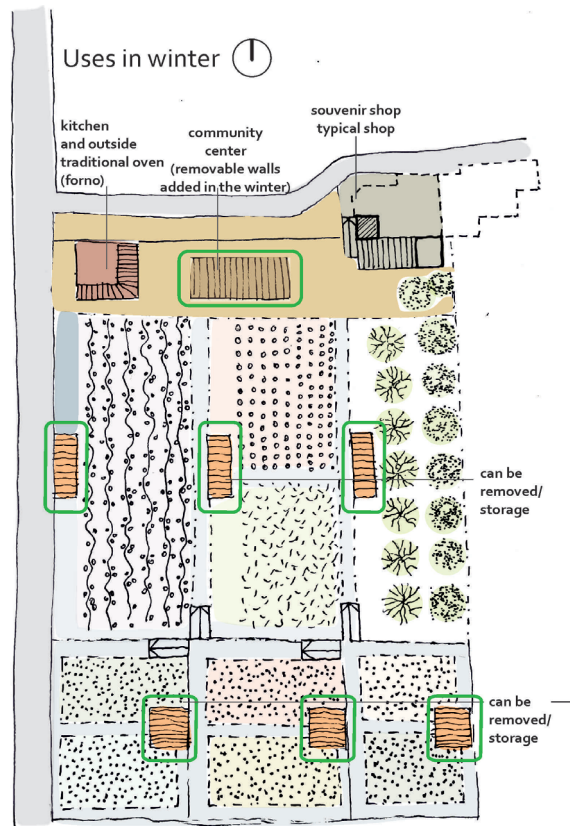 Uses in winter
souvenir shop
typical shop
kitchen
and outside
traditional oven
(forno)
community
center
(removable walls
added in the winter)
can be
removed/
storage
can be
removed/
storage